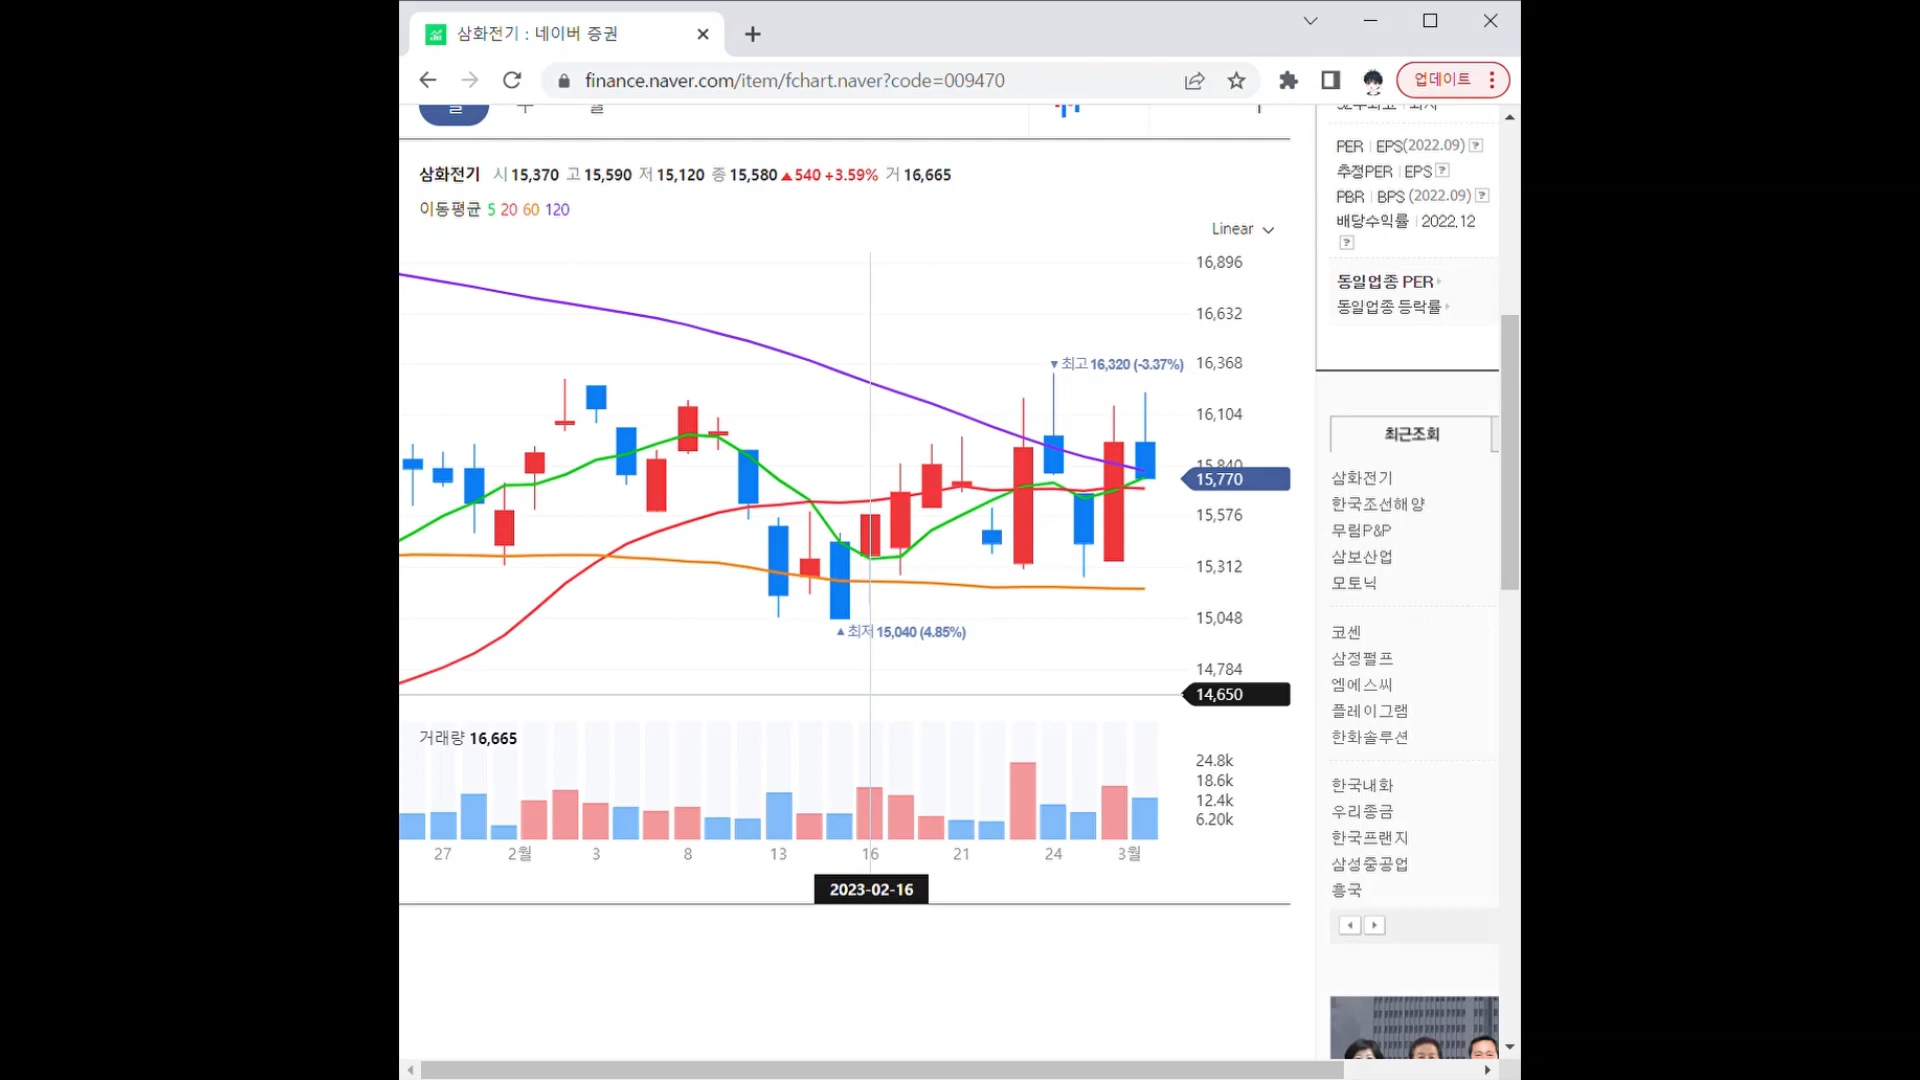 삼화전기 : 네이버 증권
finance.naver.com/item/fchart.naver?code=009470
업데이트
삼화전기 시 15,370 고 15,590 저 15,120 종 15,580 ▲540 +3.59% 거 16,665
이동평균 5 20 60 120
Linear
16,896
16,632
▼최고 16,320 (-3.37%)
16,368
16,104
15,840
15,770
15,576
15,312
15,048
▲최저 15,040 (4.85%)
14,784
14,650
거래량 16,665
24.8k
18.6k
12.4k
6.20k
27 2월 3 8 13 16 21 24 3월
2023-02-16
PER | EPS(2022.09) ?
추정PER | EPS ?
PBR | BPS (2022.09) ?
배당수익률 | 2022.12
?
동일업종 PER
동일업종 등락률
최근조회
삼화전기
한국조선해양
무림P&P
삼보산업
모토닉
코센
삼정펄프
엠에스씨
플레이그램
한화솔루션
한국내화
우리종금
한국프랜지
삼성중공업
흥국